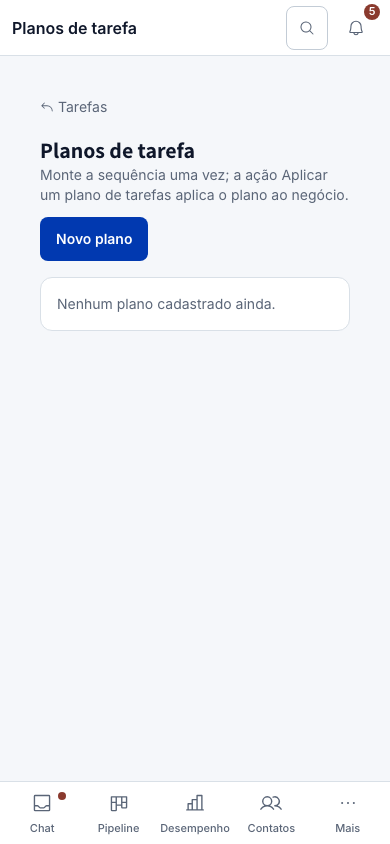 Planos de tarefa
5
Tarefas
Planos de tarefa
Monte a sequência uma vez; a ação Aplicar
um plano de tarefas aplica o plano ao negócio.
Novo plano
Nenhum plano cadastrado ainda.
Chat
Pipeline
Desempenho
Contatos
Mais